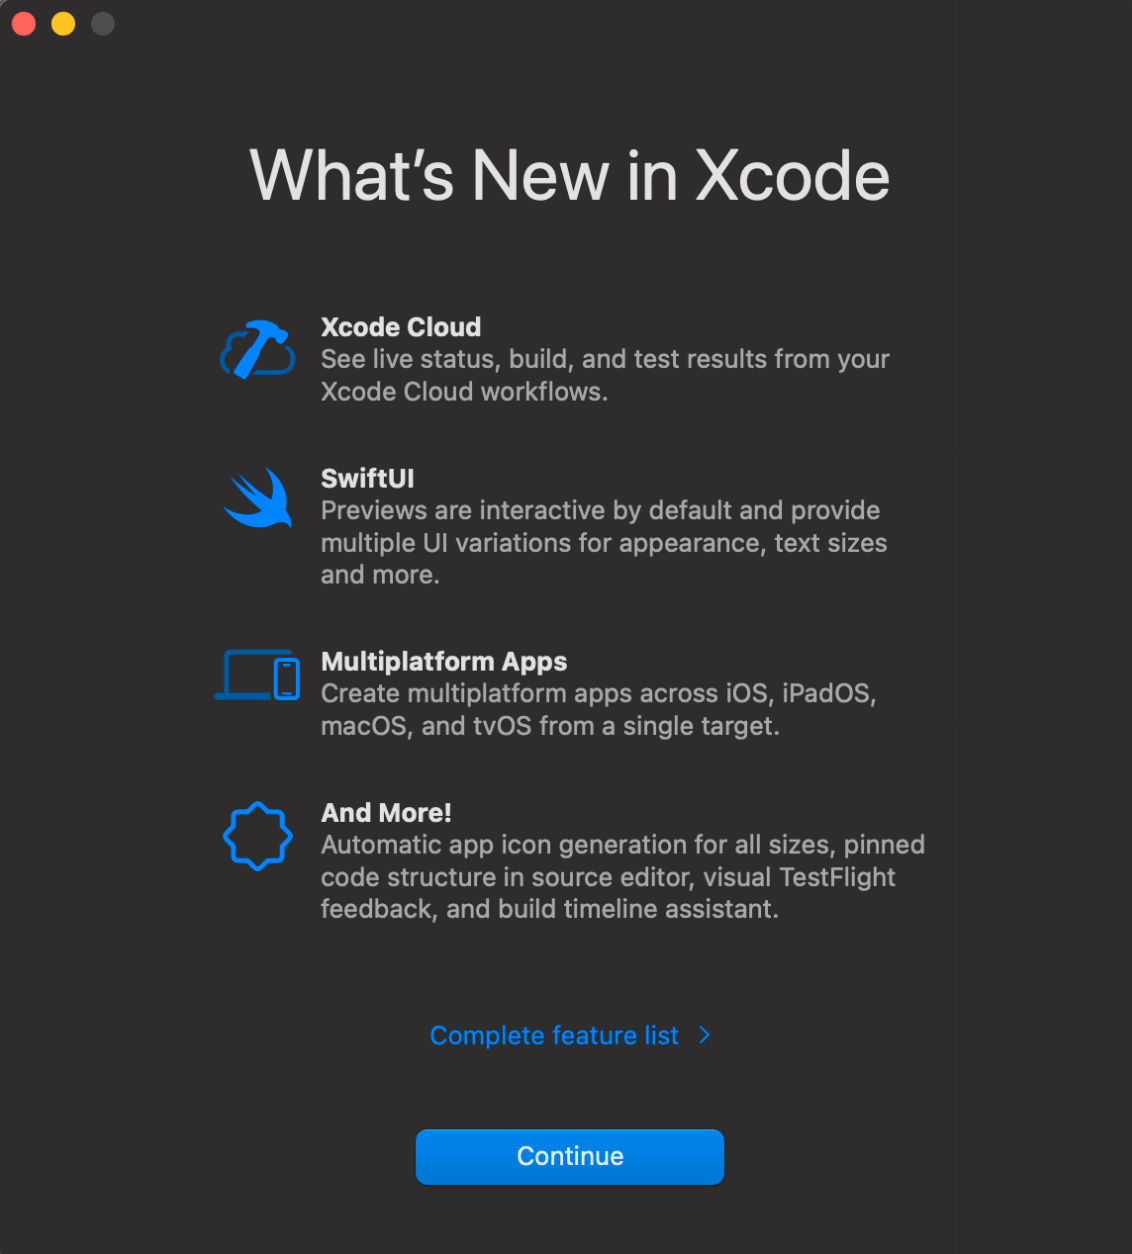 What’s New in Xcode
Xcode Cloud
See live status, build, and test results from your
Xcode Cloud workflows.
SwiftUI
Previews are interactive by default and provide
multiple UI variations for appearance, text sizes
and more.
Multiplatform Apps
Create multiplatform apps across iOS, iPadOS,
macOS, and tvOS from a single target.
And More!
Automatic app icon generation for all sizes, pinned
code structure in source editor, visual TestFlight
feedback, and build timeline assistant.
Complete feature list
Continue